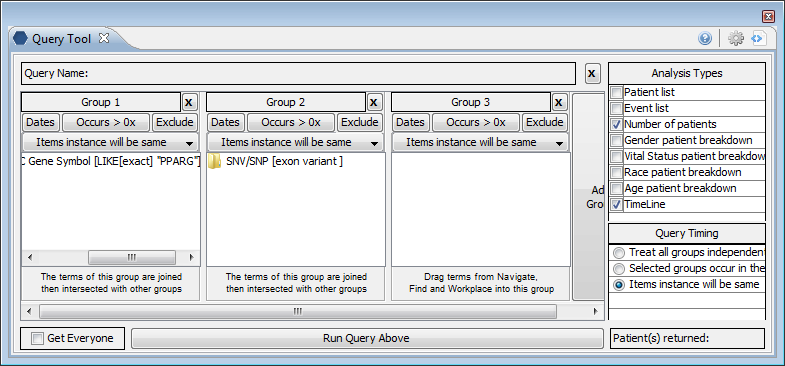 Query Tool
Query Name:
X
Group 1
X
Group 2
X
Group 3
X
Dates
Occurs > 0x
Exclude
Dates
Occurs > 0x
Exclude
Dates
Occurs > 0x
Exclude
Items instance will be same
Items instance will be same
Items instance will be same
C Gene Symbol [LIKE[exact] "PPARG"]
SNV/SNP [exon variant ]
Ad
Gro
The terms of this group are joined
then intersected with other groups
The terms of this group are joined
then intersected with other groups
Drag terms from Navigate,
Find and Workplace into this group
Get Everyone
Run Query Above
Analysis Types
Patient list
Event list
Number of patients
Gender patient breakdown
Vital Status patient breakdow
Race patient breakdown
Age patient breakdown
TimeLine
Query Timing
Treat all groups independen
Selected groups occur in the
Items instance will be same
Patient(s) returned: